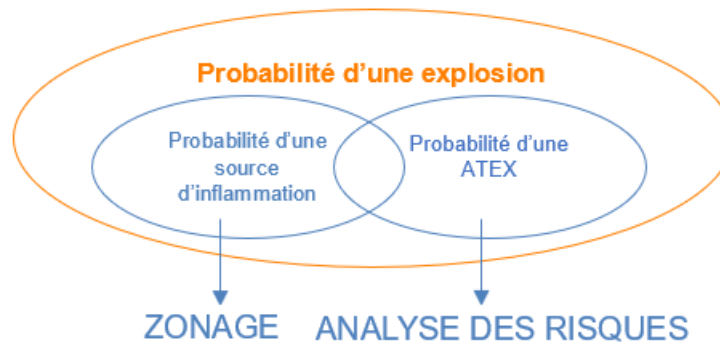 Probabilité d’une explosion
Probabilité d’une
source
d’inflammation
Probabilité d’une
ATEX
ZONAGE
ANALYSE DES RISQUES